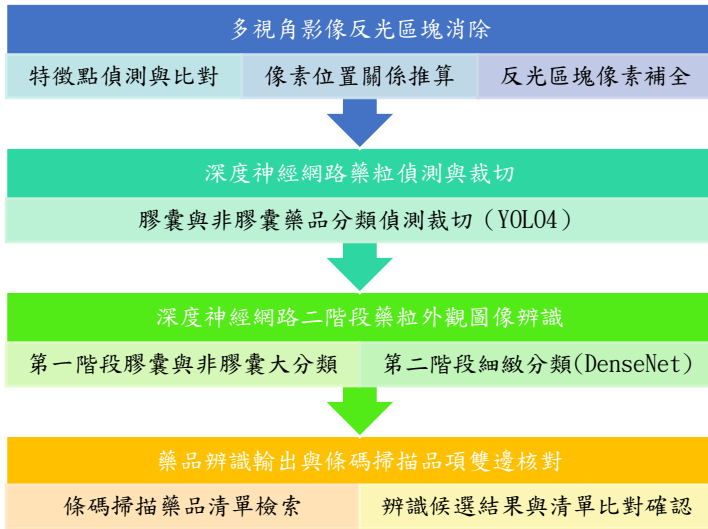 多視角影像反光區塊消除
特徵點偵測與比對
像素位置關係推算
反光區塊像素補全
深度神經網路藥粒偵測與裁切
膠囊與非膠囊藥品分類偵測裁切（YOLO4）
深度神經網路二階段藥粒外觀圖像辨識
第一階段膠囊與非膠囊大分類
第二階段細緻分類(DenseNet)
藥品辨識輸出與條碼掃描品項雙邊核對
條碼掃描藥品清單檢索
辨識候選結果與清單比對確認